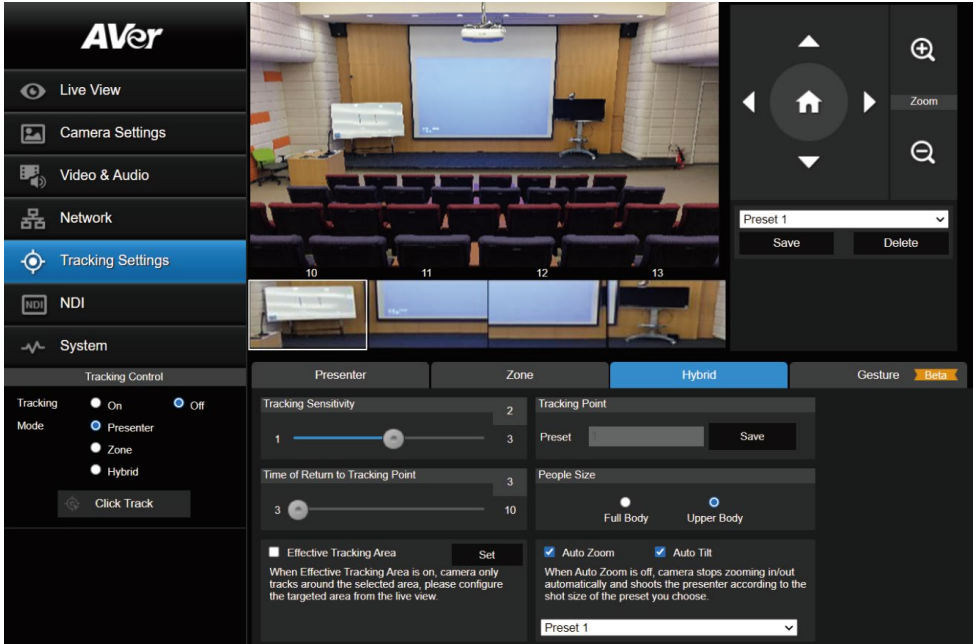 AVer
Live View
Camera Settings
Video & Audio
Network
Tracking Settings
NDI
NDI
System
Tracking Control
Tracking
On
Off
Mode
Presenter
Zone
Hybrid
Click Track
10
11
12
13
Zoom
Preset 1
Save
Delete
Presenter
Zone
Hybrid
Gesture
Beta
Tracking Sensitivity
2
1
3
Tracking Point
Preset
1
Save
Time of Return to Tracking Point
3
3
10
People Size
Full Body
Upper Body
Effective Tracking Area
Set
When Effective Tracking Area is on, camera only
tracks around the selected area, please configure
the targeted area from the live view.
Auto Zoom
Auto Tilt
When Auto Zoom is off, camera stops zooming in/out
automatically and shoots the presenter according to the
shot size of the preset you choose.
Preset 1